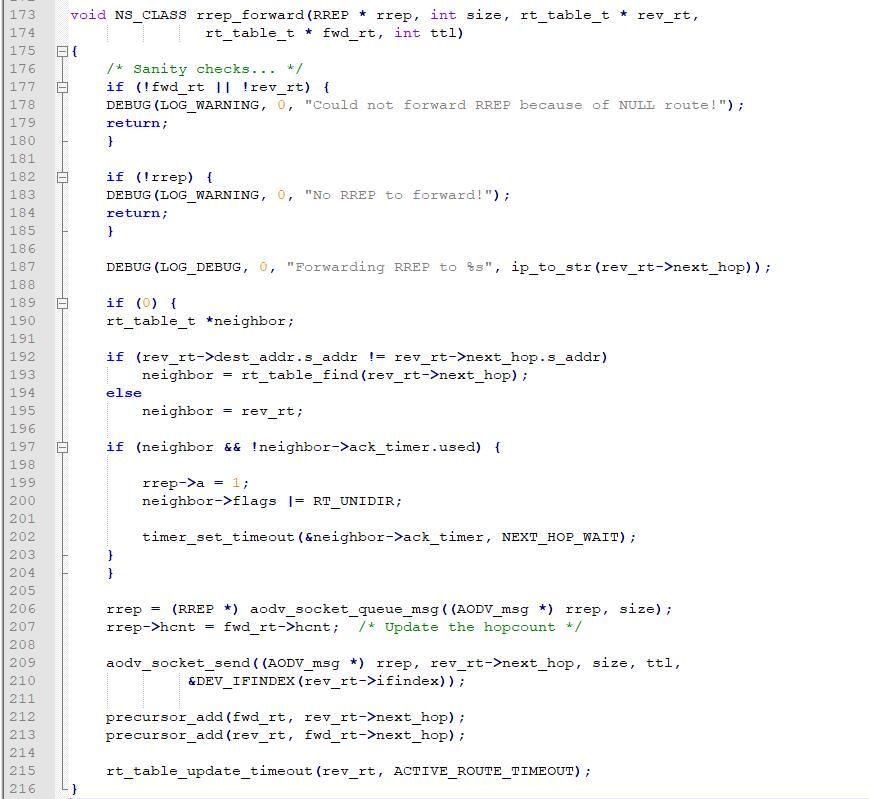 173 void NS_CLASS rrep_forward(RREP * rrep, int size, rt_table_t * rev_rt,
174 rt_table_t * fwd_rt, int ttl)
175 {
176 /* Sanity checks... */
177 if (!fwd_rt || !rev_rt) {
178 DEBUG(LOG_WARNING, 0, "Could not forward RREP because of NULL route!");
179 return;
180 }
181
182 if (!rrep) {
183 DEBUG(LOG_WARNING, 0, "No RREP to forward!");
184 return;
185 }
186
187 DEBUG(LOG_DEBUG, 0, "Forwarding RREP to %s", ip_to_str(rev_rt->next_hop));
188
189 if (0) {
190 rt_table_t *neighbor;
191
192 if (rev_rt->dest_addr.s_addr != rev_rt->next_hop.s_addr)
193 neighbor = rt_table_find(rev_rt->next_hop);
194 else
195 neighbor = rev_rt;
196
197 if (neighbor && !neighbor->ack_timer.used) {
198
199 rrep->a = 1;
200 neighbor->flags |= RT_UNIDIR;
201
202 timer_set_timeout(&neighbor->ack_timer, NEXT_HOP_WAIT);
203 }
204 }
205
206 rrep = (RREP *) aodv_socket_queue_msg((AODV_msg *) rrep, size);
207 rrep->hcnt = fwd_rt->hcnt; /* Update the hopcount */
208
209 aodv_socket_send((AODV_msg *) rrep, rev_rt->next_hop, size, ttl,
210 &DEV_IFINDEX(rev_rt->ifindex));
211
212 precursor_add(fwd_rt, rev_rt->next_hop);
213 precursor_add(rev_rt, fwd_rt->next_hop);
214
215 rt_table_update_timeout(rev_rt, ACTIVE_ROUTE_TIMEOUT);
216 }